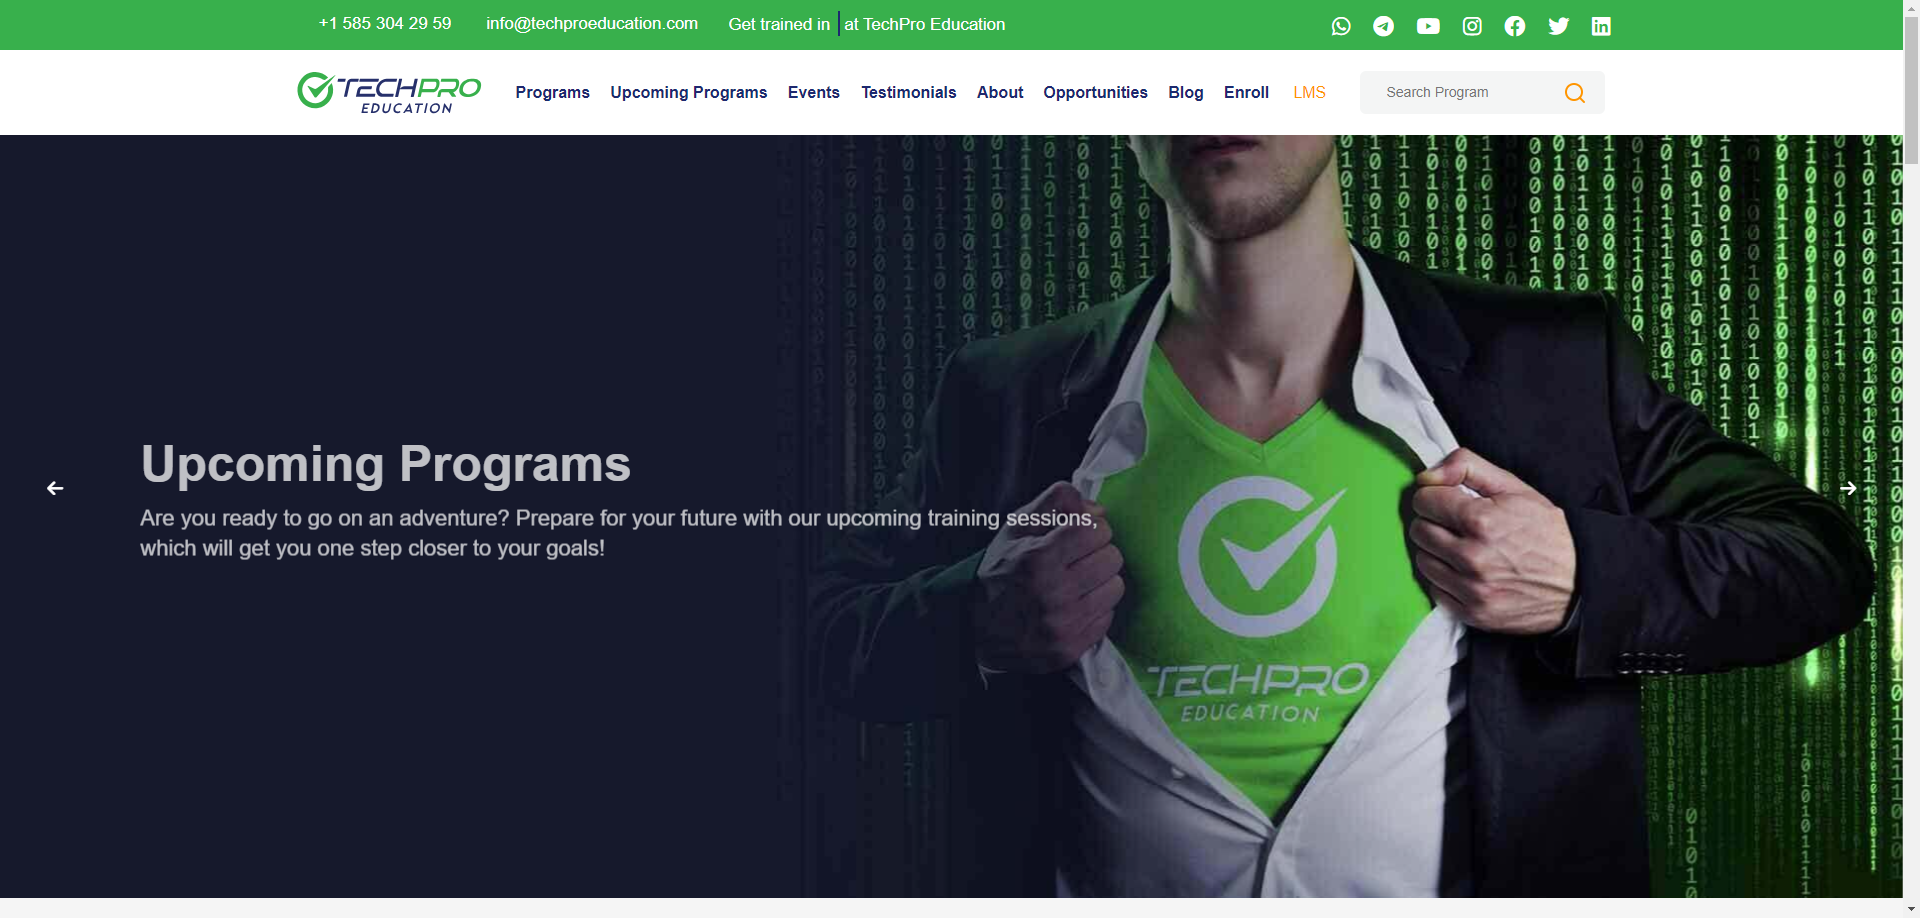 +1 585 304 29 59
info@techproeducation.com
Get trained in at TechPro Education
TECHPRO
EDUCATION
Programs
Upcoming Programs
Events
Testimonials
About
Opportunities
Blog
Enroll
LMS
Search Program
Upcoming Programs
Are you ready to go on an adventure? Prepare for your future with our upcoming training sessions,
which will get you one step closer to your goals!
TECHPRO
EDUCATION